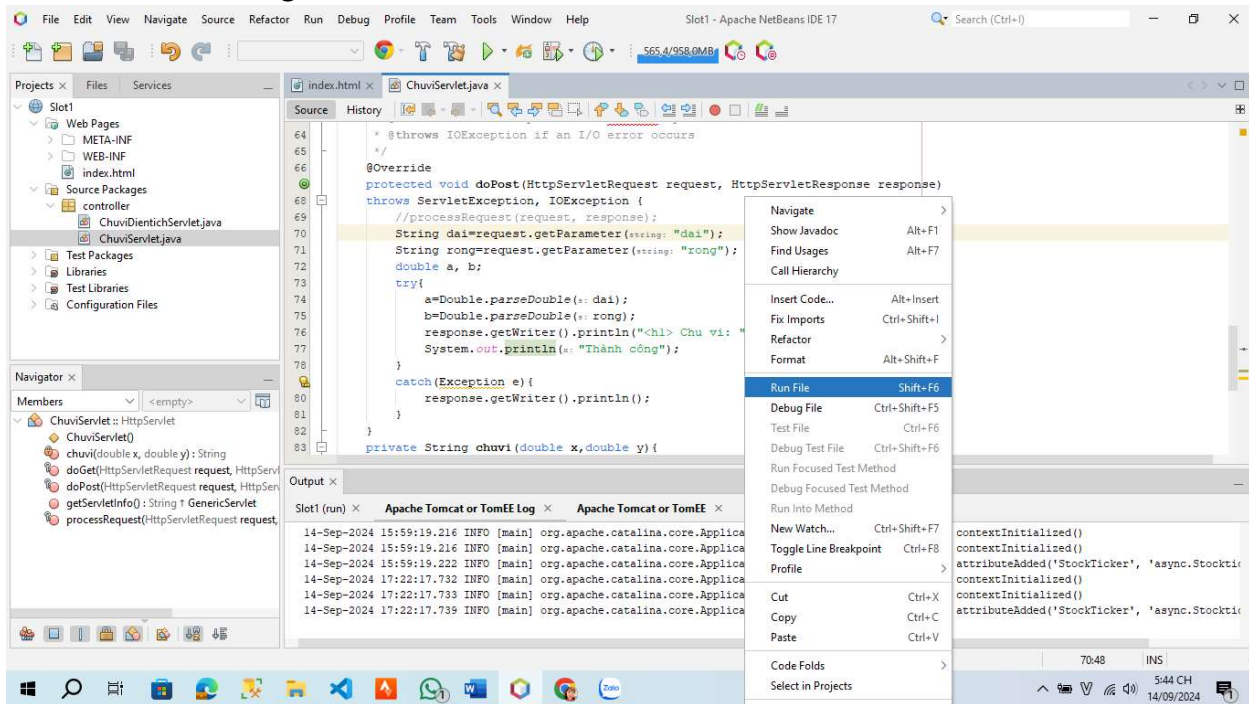 File Edit View Navigate Source Refactor Run Debug Profile Team Tools Window Help Slot1 - Apache NetBeans IDE 17 Search (Ctrl+I)
565,4/958,0MB
Projects Files Services
Slot1
Web Pages
META-INF
WEB-INF
index.html
Source Packages
controller
ChuviDientichServlet.java
ChuviServlet.java
Test Packages
Libraries
Test Libraries
Configuration Files
Navigator
Members <empty>
ChuviServlet :: HttpServlet
ChuviServlet()
chuvi(double x, double y) : String
doGet(HttpServletRequest request, HttpServl
doPost(HttpServletRequest request, HttpServ
getServletInfo() : String ↑ GenericServlet
processRequest(HttpServletRequest request,
index.html ChuviServlet.java
Source History
64 * @throws IOException if an I/O error occurs
65 */
66 @Override
protected void doPost(HttpServletRequest request, HttpServletResponse response)
68 throws ServletException, IOException {
69 //processRequest(request, response);
70 String dai=request.getParameter(string: "dai");
71 String rong=request.getParameter(string: "rong");
72 double a, b;
73 try{
74 a=Double.parseDouble(s: dai);
75 b=Double.parseDouble(s: rong);
76 response.getWriter().println("<h1> Chu vi: "
77 System.out.println(x: "Thành công");
78 }
catch(Exception e){
80 response.getWriter().println();
81 }
82 }
83 private String chuvi(double x,double y){
Navigate
Show Javadoc Alt+F1
Find Usages Alt+F7
Call Hierarchy
Insert Code... Alt+Insert
Fix Imports Ctrl+Shift+I
Refactor
Format Alt+Shift+F
Run File Shift+F6
Debug File Ctrl+Shift+F5
Test File Ctrl+F6
Debug Test File Ctrl+Shift+F6
Run Focused Test Method
Debug Focused Test Method
Run Into Method
New Watch... Ctrl+Shift+F7
Toggle Line Breakpoint Ctrl+F8
Profile
Cut Ctrl+X
Copy Ctrl+C
Paste Ctrl+V
Code Folds
Select in Projects
Output
Slot1 (run) Apache Tomcat or TomEE Log Apache Tomcat or TomEE
14-Sep-2024 15:59:19.216 INFO [main] org.apache.catalina.core.Applica contextInitialized()
14-Sep-2024 15:59:19.216 INFO [main] org.apache.catalina.core.Applica contextInitialized()
14-Sep-2024 15:59:19.222 INFO [main] org.apache.catalina.core.Applica attributeAdded('StockTicker', 'async.Stockti
14-Sep-2024 17:22:17.732 INFO [main] org.apache.catalina.core.Applica contextInitialized()
14-Sep-2024 17:22:17.733 INFO [main] org.apache.catalina.core.Applica contextInitialized()
14-Sep-2024 17:22:17.739 INFO [main] org.apache.catalina.core.Applica attributeAdded('StockTicker', 'async.Stockti
70:48 INS
Zalo
5:44 CH
14/09/2024